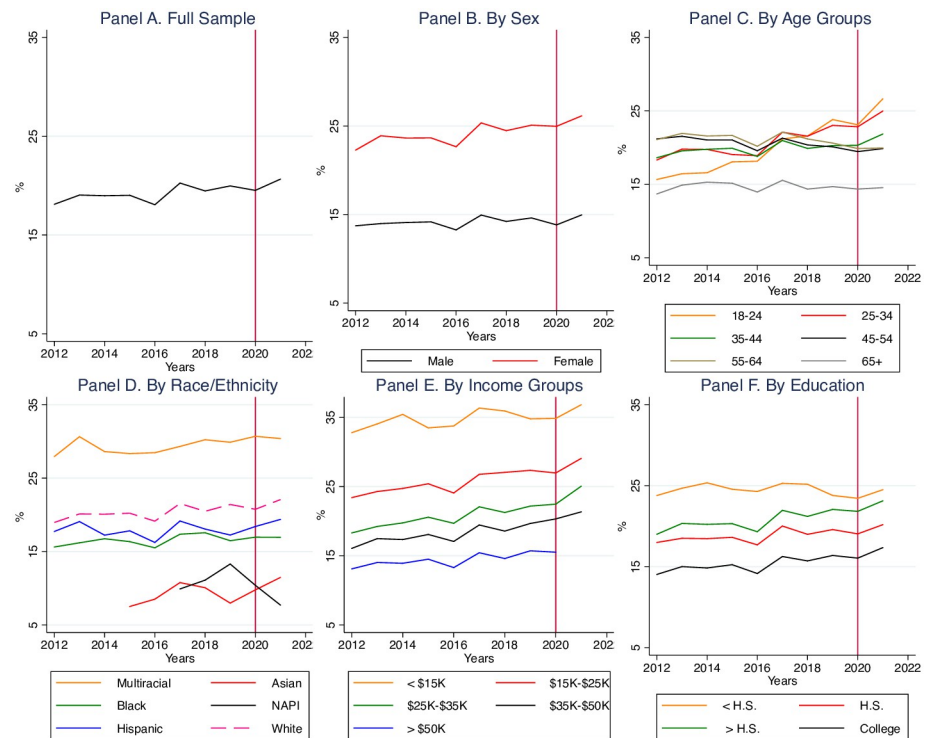 Panel A. Full Sample
35
25
15
5
%
2012 2014 2016 2018 2020 202
Years
Panel B. By Sex
35
25
15
5
%
2012 2014 2016 2018 2020 2022
Years
Male Female
Panel C. By Age Groups
35
25
15
5
%
2012 2014 2016 2018 2020 2022
Years
18-24 25-34
35-44 45-54
55-64 65+
Panel D. By Race/Ethnicity
35
25
15
5
%
2012 2014 2016 2018 2020 202
Years
Multiracial Asian
Black NAPI
Hispanic White
Panel E. By Income Groups
35
25
15
5
%
2012 2014 2016 2018 2020 2022
Years
< $15K $15K-$25K
$25K-$35K $35K-$50K
> $50K
Panel F. By Education
35
25
15
5
%
2012 2014 2016 2018 2020 2022
Years
< H.S. H.S.
> H.S. College